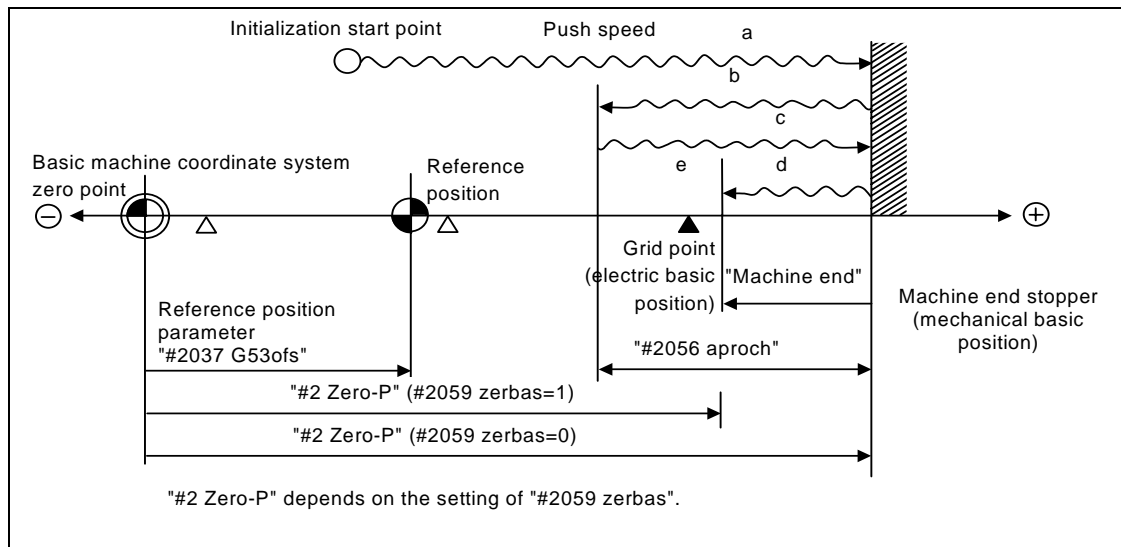 Initialization start point
Push speed
a
b
c
Basic machine coordinate system
zero point
Reference
position
e
d
−
+
Grid point
(electric basic
position)
"Machine end"
Machine end stopper
(mechanical basic
position)
Reference position
parameter
"#2037 G53ofs"
"#2056 aproch"
"#2 Zero-P" (#2059 zerbas=1)
"#2 Zero-P" (#2059 zerbas=0)
"#2 Zero-P" depends on the setting of "#2059 zerbas".